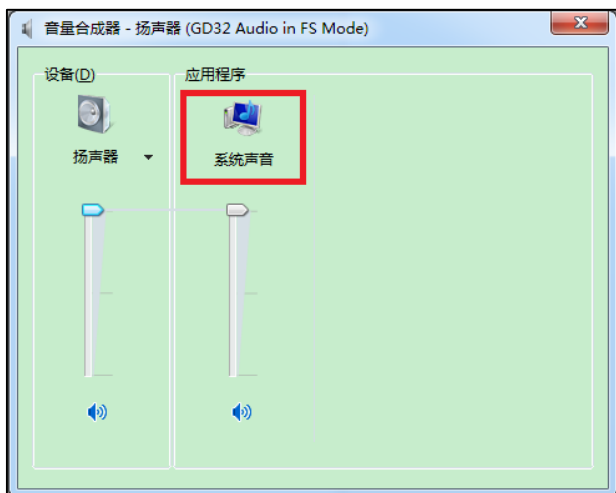 音量合成器 - 扬声器 (GD32 Audio in FS Mode)
设备(D)
应用程序
扬声器
系统声音